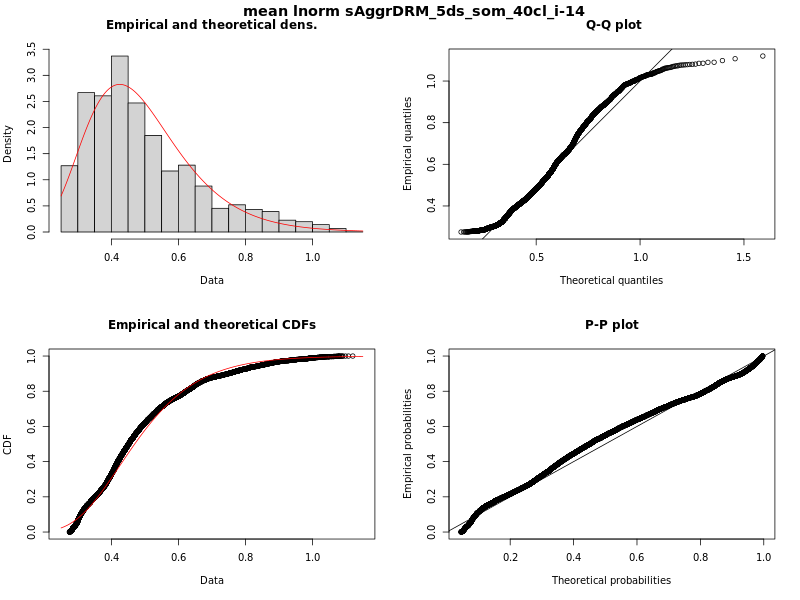 mean lnorm sAggrDRM_5ds_som_40cl_i-14
Empirical and theoretical dens.
Density
0.0 0.5 1.0 1.5 2.0 2.5 3.0 3.5
0.4 0.6 0.8 1.0
Data
Q-Q plot
Empirical quantiles
0.4 0.6 0.8 1.0
0.5 1.0 1.5
Theoretical quantiles
Empirical and theoretical CDFs
CDF
0.0 0.2 0.4 0.6 0.8 1.0
0.4 0.6 0.8 1.0
Data
P-P plot
Empirical probabilities
0.0 0.2 0.4 0.6 0.8 1.0
0.2 0.4 0.6 0.8 1.0
Theoretical probabilities